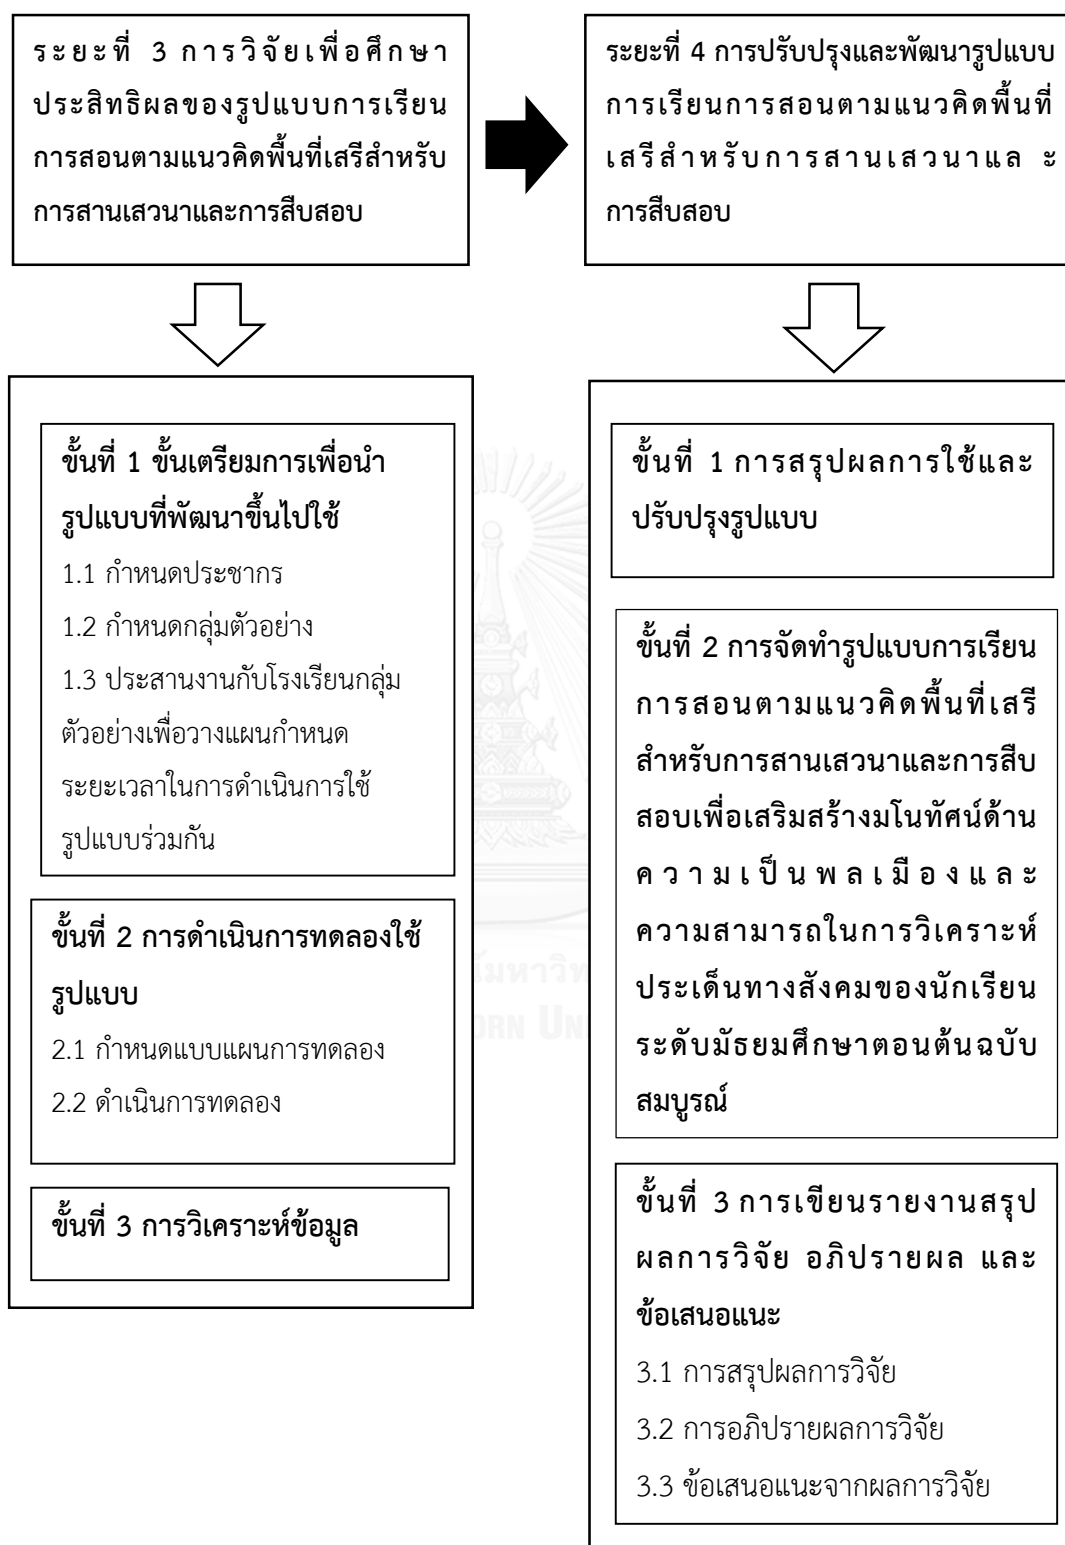 ระยะที่ 3 การวิจัยเพื่อศึกษา
ประสิทธิผลของรูปแบบการเรียน
การสอนตามแนวคิดพื้นที่เสรีสำหรับ
การสานเสวนาและการสืบสอบ
ระยะที่ 4 การปรับปรุงและพัฒนารูปแบบ
การเรียนการสอนตามแนวคิดพื้นที่
เสรีสำหรับการสานเสวนาและ
การสืบสอบ
ขั้นที่ 1 ขั้นเตรียมการเพื่อนำ
รูปแบบที่พัฒนาขึ้นไปใช้
1.1 กำหนดประชากร
1.2 กำหนดกลุ่มตัวอย่าง
1.3 ประสานงานกับโรงเรียนกลุ่ม
ตัวอย่างเพื่อวางแผนกำหนด
ระยะเวลาในการดำเนินการใช้
รูปแบบร่วมกัน
ขั้นที่ 2 การดำเนินการทดลองใช้
รูปแบบ
2.1 กำหนดแบบแผนการทดลอง
2.2 ดำเนินการทดลอง
ขั้นที่ 3 การวิเคราะห์ข้อมูล
ขั้นที่ 1 การสรุปผลการใช้และ
ปรับปรุงรูปแบบ
ขั้นที่ 2 การจัดทำรูปแบบการเรียน
การสอนตามแนวคิดพื้นที่เสรี
สำหรับการสานเสวนาและการสืบ
สอบเพื่อเสริมสร้างมโนทัศน์ด้าน
ความเป็นพลเมืองและ
ความสามารถในการวิเคราะห์
ประเด็นทางสังคมของนักเรียน
ระดับมัธยมศึกษาตอนต้นฉบับ
สมบูรณ์
ขั้นที่ 3 การเขียนรายงานสรุป
ผลการวิจัย อภิปรายผล และ
ข้อเสนอแนะ
3.1 การสรุปผลการวิจัย
3.2 การอภิปรายผลการวิจัย
3.3 ข้อเสนอแนะจากผลการวิจัย